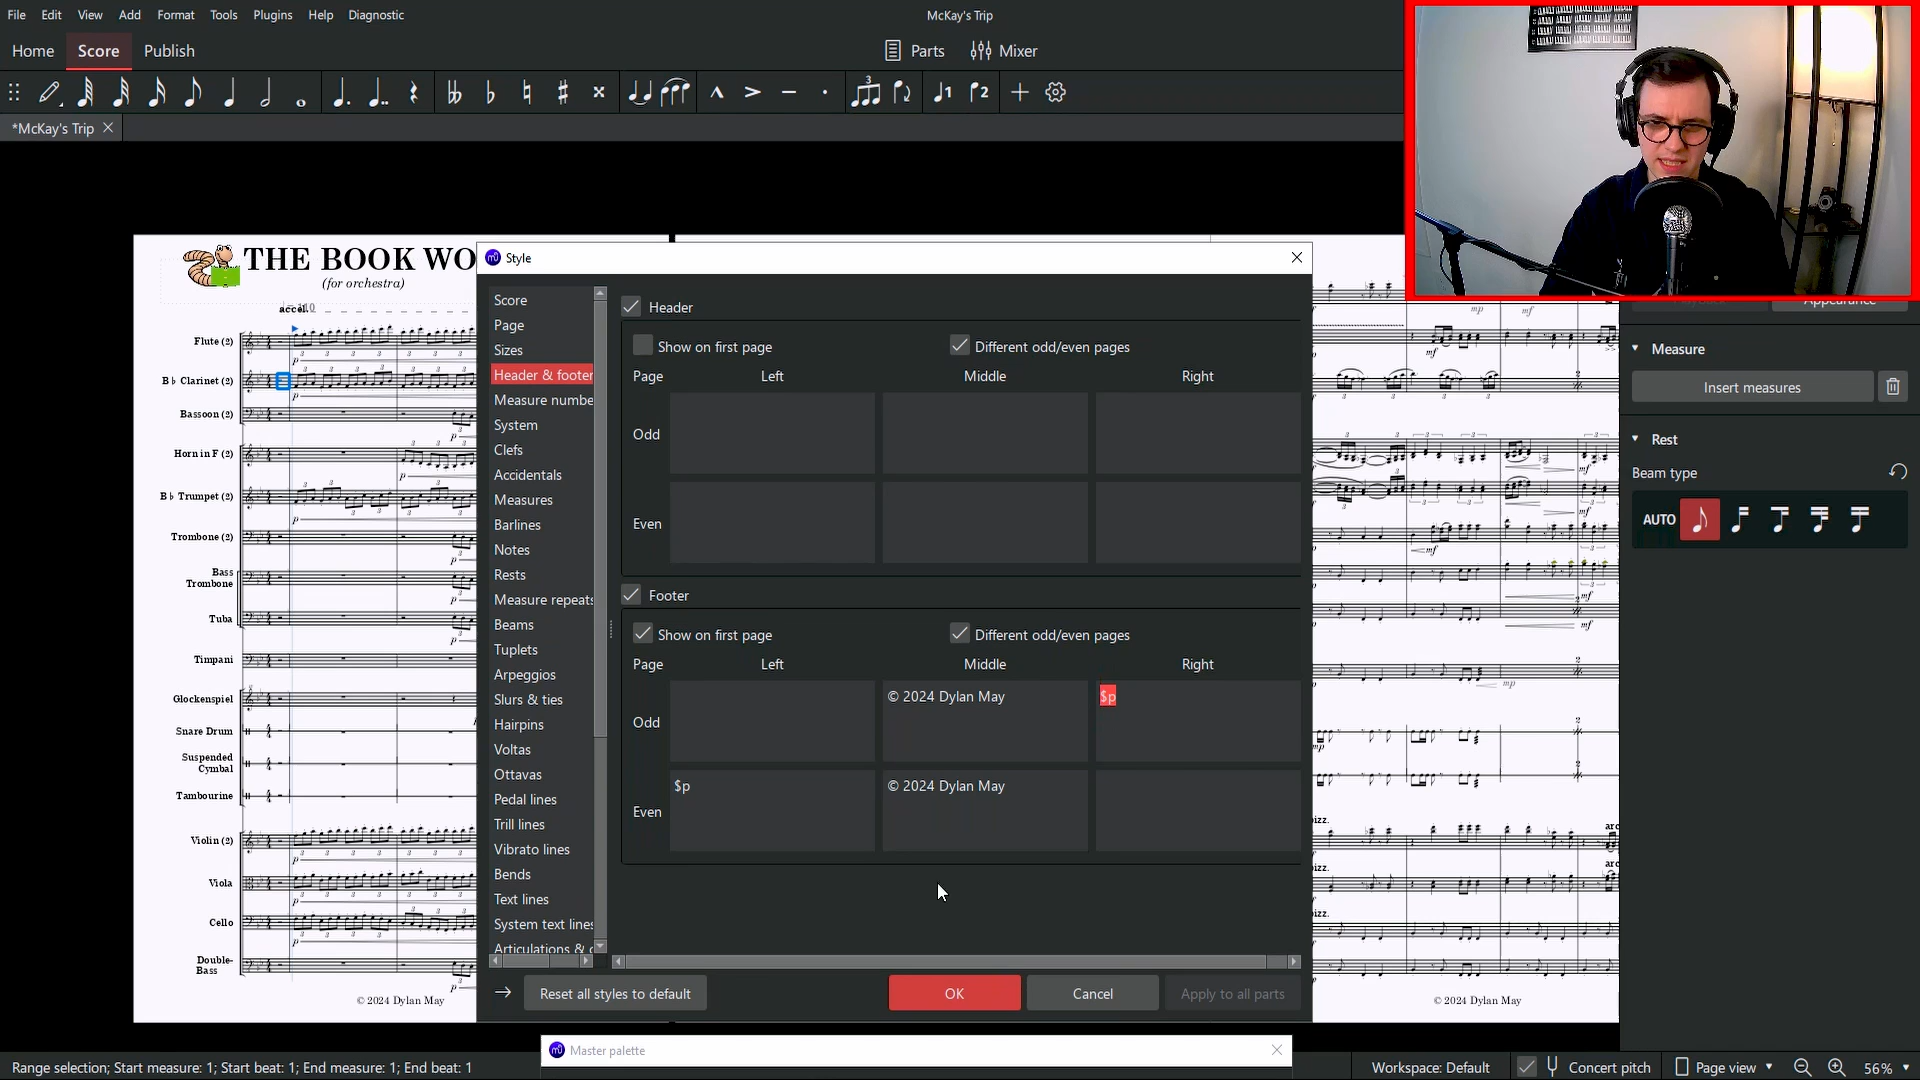 File Edit View Add Format Tools Plugins Help Diagnostic
McKay's Trip
Home Score Publish
Parts Mixer
*McKay's Trip
THE BOOK WO
(for orchestra)
accel.
Flute (2)
B♭ Clarinet (2)
Bassoon (2)
Horn in F (2)
B♭ Trumpet (2)
Trombone (2)
Bass
Trombone
Tuba
Timpani
Glockenspiel
Snare Drum
Suspended
Cymbal
Tambourine
Violin (2)
Viola
Cello
Double-
Bass
© 2024 Dylan May
Style
Score
Page
Sizes
Header & footer
Measure numbe
System
Clefs
Accidentals
Measures
Barlines
Notes
Rests
Measure repeats
Beams
Tuplets
Arpeggios
Slurs & ties
Hairpins
Voltas
Ottavas
Pedal lines
Trill lines
Vibrato lines
Bends
Text lines
System text lines
Articulations &
Header
Show on first page
Different odd/even pages
Page Left Middle Right
Odd
Even
Footer
Show on first page
Different odd/even pages
Page Left Middle Right
Odd © 2024 Dylan May $p
Even $p © 2024 Dylan May
Reset all styles to default
OK
Cancel
Apply to all parts
Master palette
pizz.
pizz.
pizz.
© 2024 Dylan May
Appearance
Measure
Insert measures
Rest
Beam type
AUTO
Range selection; Start measure: 1; Start beat: 1; End measure: 1; End beat: 1
Workspace: Default
Concert pitch
Page view
56%